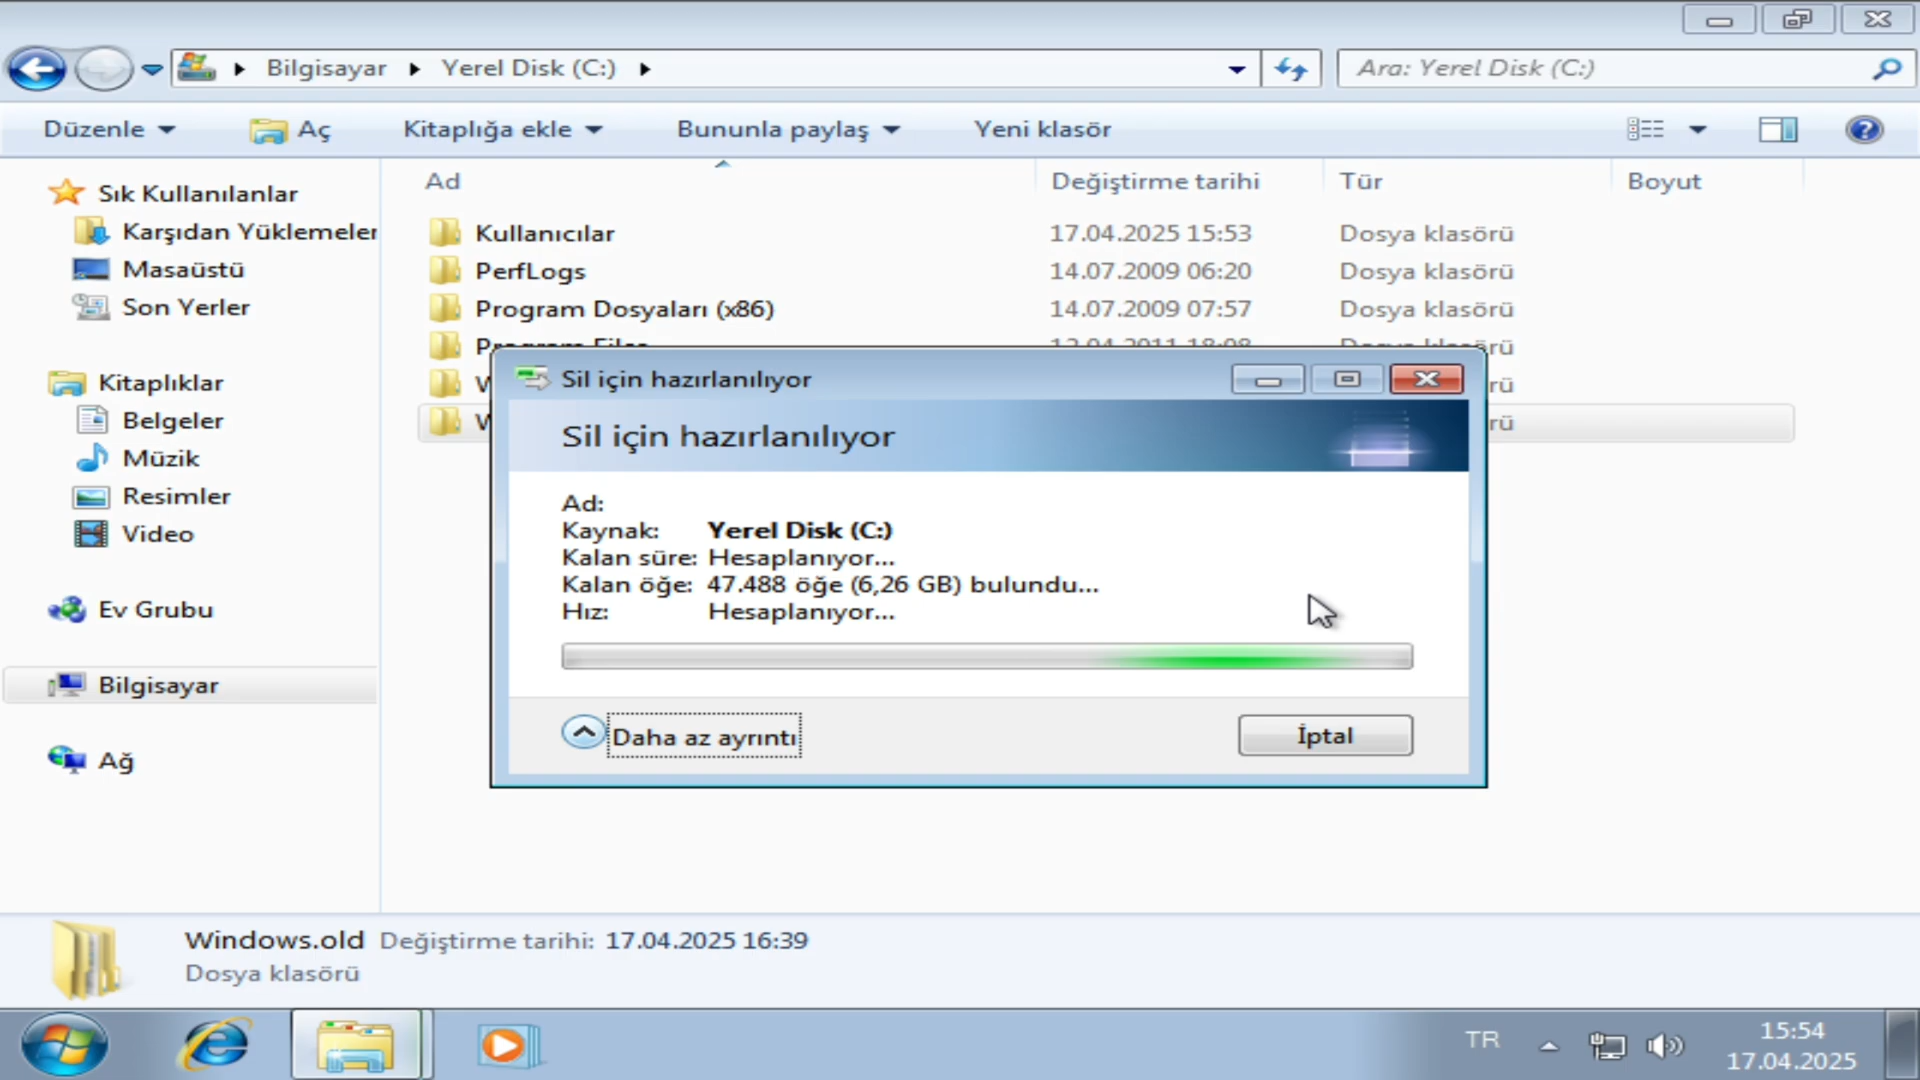 Bilgisayar
Yerel Disk (C:)
Ara: Yerel Disk (C:)
Düzenle
Aç
Kitaplığa ekle
Bununla paylaş
Yeni klasör
Ad
Değiştirme tarihi
Tür
Boyut
Sık Kullanılanlar
Karşıdan Yüklemeler
Masaüstü
Son Yerler
Kitaplıklar
Belgeler
Müzik
Resimler
Video
Ev Grubu
Bilgisayar
Ağ
Kullanıcılar 17.04.2025 15:53 Dosya klasörü
PerfLogs 14.07.2009 06:20 Dosya klasörü
Program Dosyaları (x86) 14.07.2009 07:57 Dosya klasörü
Program Files 12.04.2011 18:08 Dosya klasörü
Sil için hazırlanılıyor
Sil için hazırlanılıyor
Ad:
Kaynak: Yerel Disk (C:)
Kalan süre: Hesaplanıyor...
Kalan öğe: 47.488 öğe (6,26 GB) bulundu...
Hız: Hesaplanıyor...
Daha az ayrıntı
İptal
Windows.old Değiştirme tarihi: 17.04.2025 16:39
Dosya klasörü
TR
15:54
17.04.2025